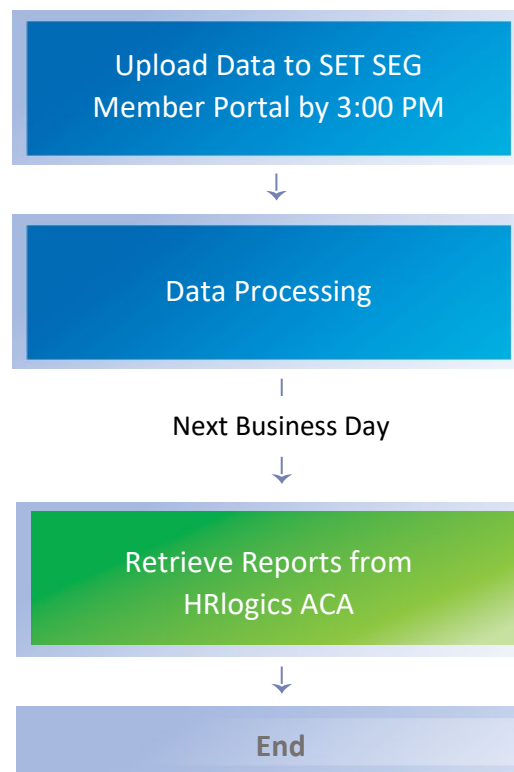 Upload Data to SET SEG
Member Portal by 3:00 PM
Data Processing
Next Business Day
Retrieve Reports from
HRlogics ACA
End